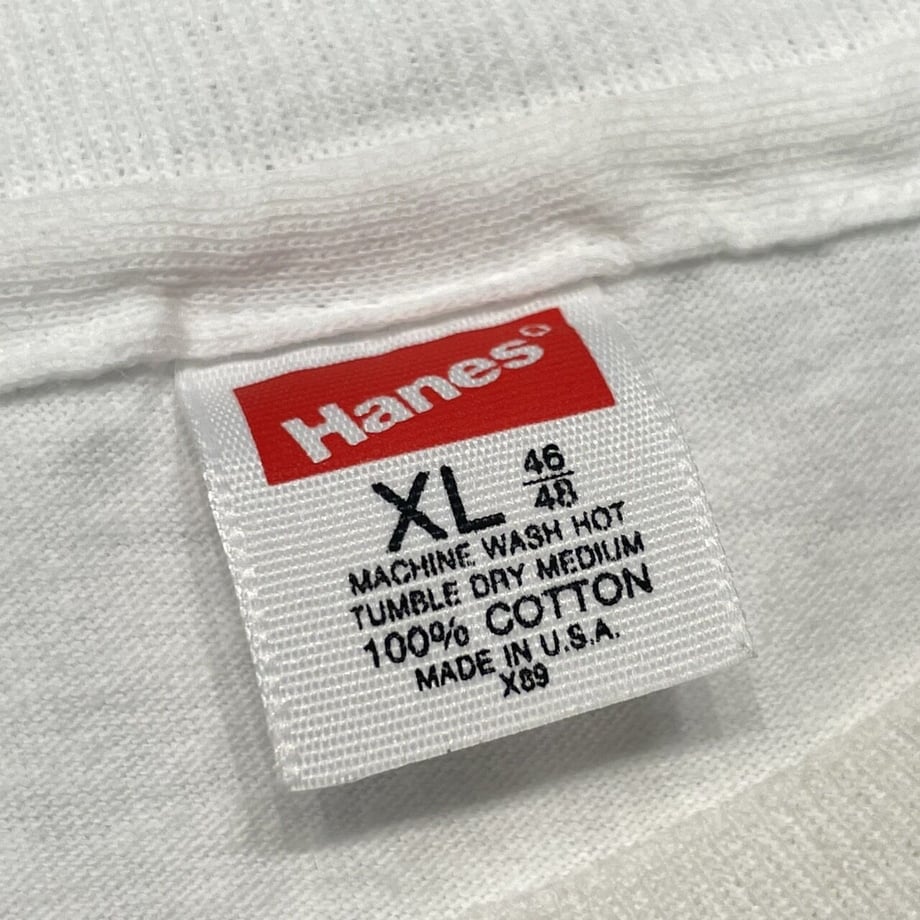 Hanes®
XL 46/48
MACHINE WASH HOT
TUMBLE DRY MEDIUM
100% COTTON
MADE IN U.S.A.
X89